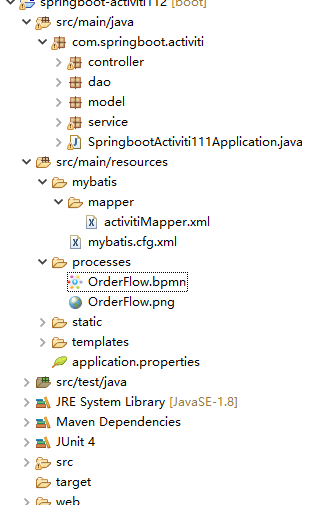 springboot-activiti112 [boot]
src/main/java
com.springboot.activiti
controller
dao
model
service
SpringbootActiviti111Application.java
src/main/resources
mybatis
mapper
activitiMapper.xml
mybatis.cfg.xml
processes
OrderFlow.bpmn
OrderFlow.png
static
templates
application.properties
src/test/java
JRE System Library [JavaSE-1.8]
Maven Dependencies
JUnit 4
src
target
web